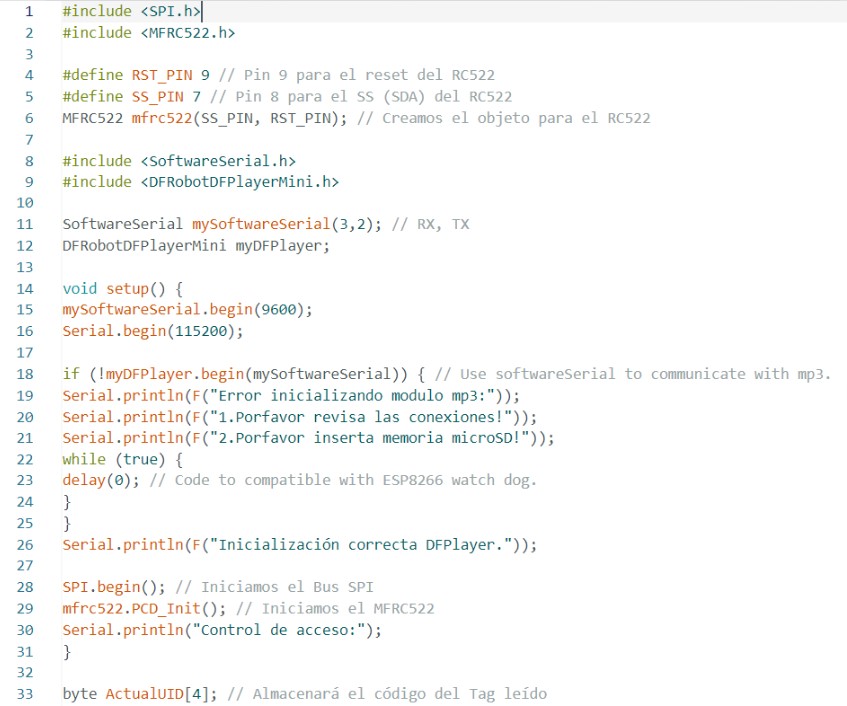 1 #include <SPI.h>
2 #include <MFRC522.h>
3
4 #define RST_PIN 9 // Pin 9 para el reset del RC522
5 #define SS_PIN 7 // Pin 8 para el SS (SDA) del RC522
6 MFRC522 mfrc522(SS_PIN, RST_PIN); // Creamos el objeto para el RC522
7
8 #include <SoftwareSerial.h>
9 #include <DFRobotDFPlayerMini.h>
10
11 SoftwareSerial mySoftwareSerial(3,2); // RX, TX
12 DFRobotDFPlayerMini myDFPlayer;
13
14 void setup() {
15 mySoftwareSerial.begin(9600);
16 Serial.begin(115200);
17
18 if (!myDFPlayer.begin(mySoftwareSerial)) { // Use softwareSerial to communicate with mp3.
19 Serial.println(F("Error inicializando modulo mp3:"));
20 Serial.println(F("1.Porfavor revisa las conexiones!"));
21 Serial.println(F("2.Porfavor inserta memoria microSD!"));
22 while (true) {
23 delay(0); // Code to compatible with ESP8266 watch dog.
24 }
25 }
26 Serial.println(F("Inicialización correcta DFPlayer."));
27
28 SPI.begin(); // Iniciamos el Bus SPI
29 mfrc522.PCD_Init(); // Iniciamos el MFRC522
30 Serial.println("Control de acceso:");
31 }
32
33 byte ActualUID[4]; // Almacenará el código del Tag leído